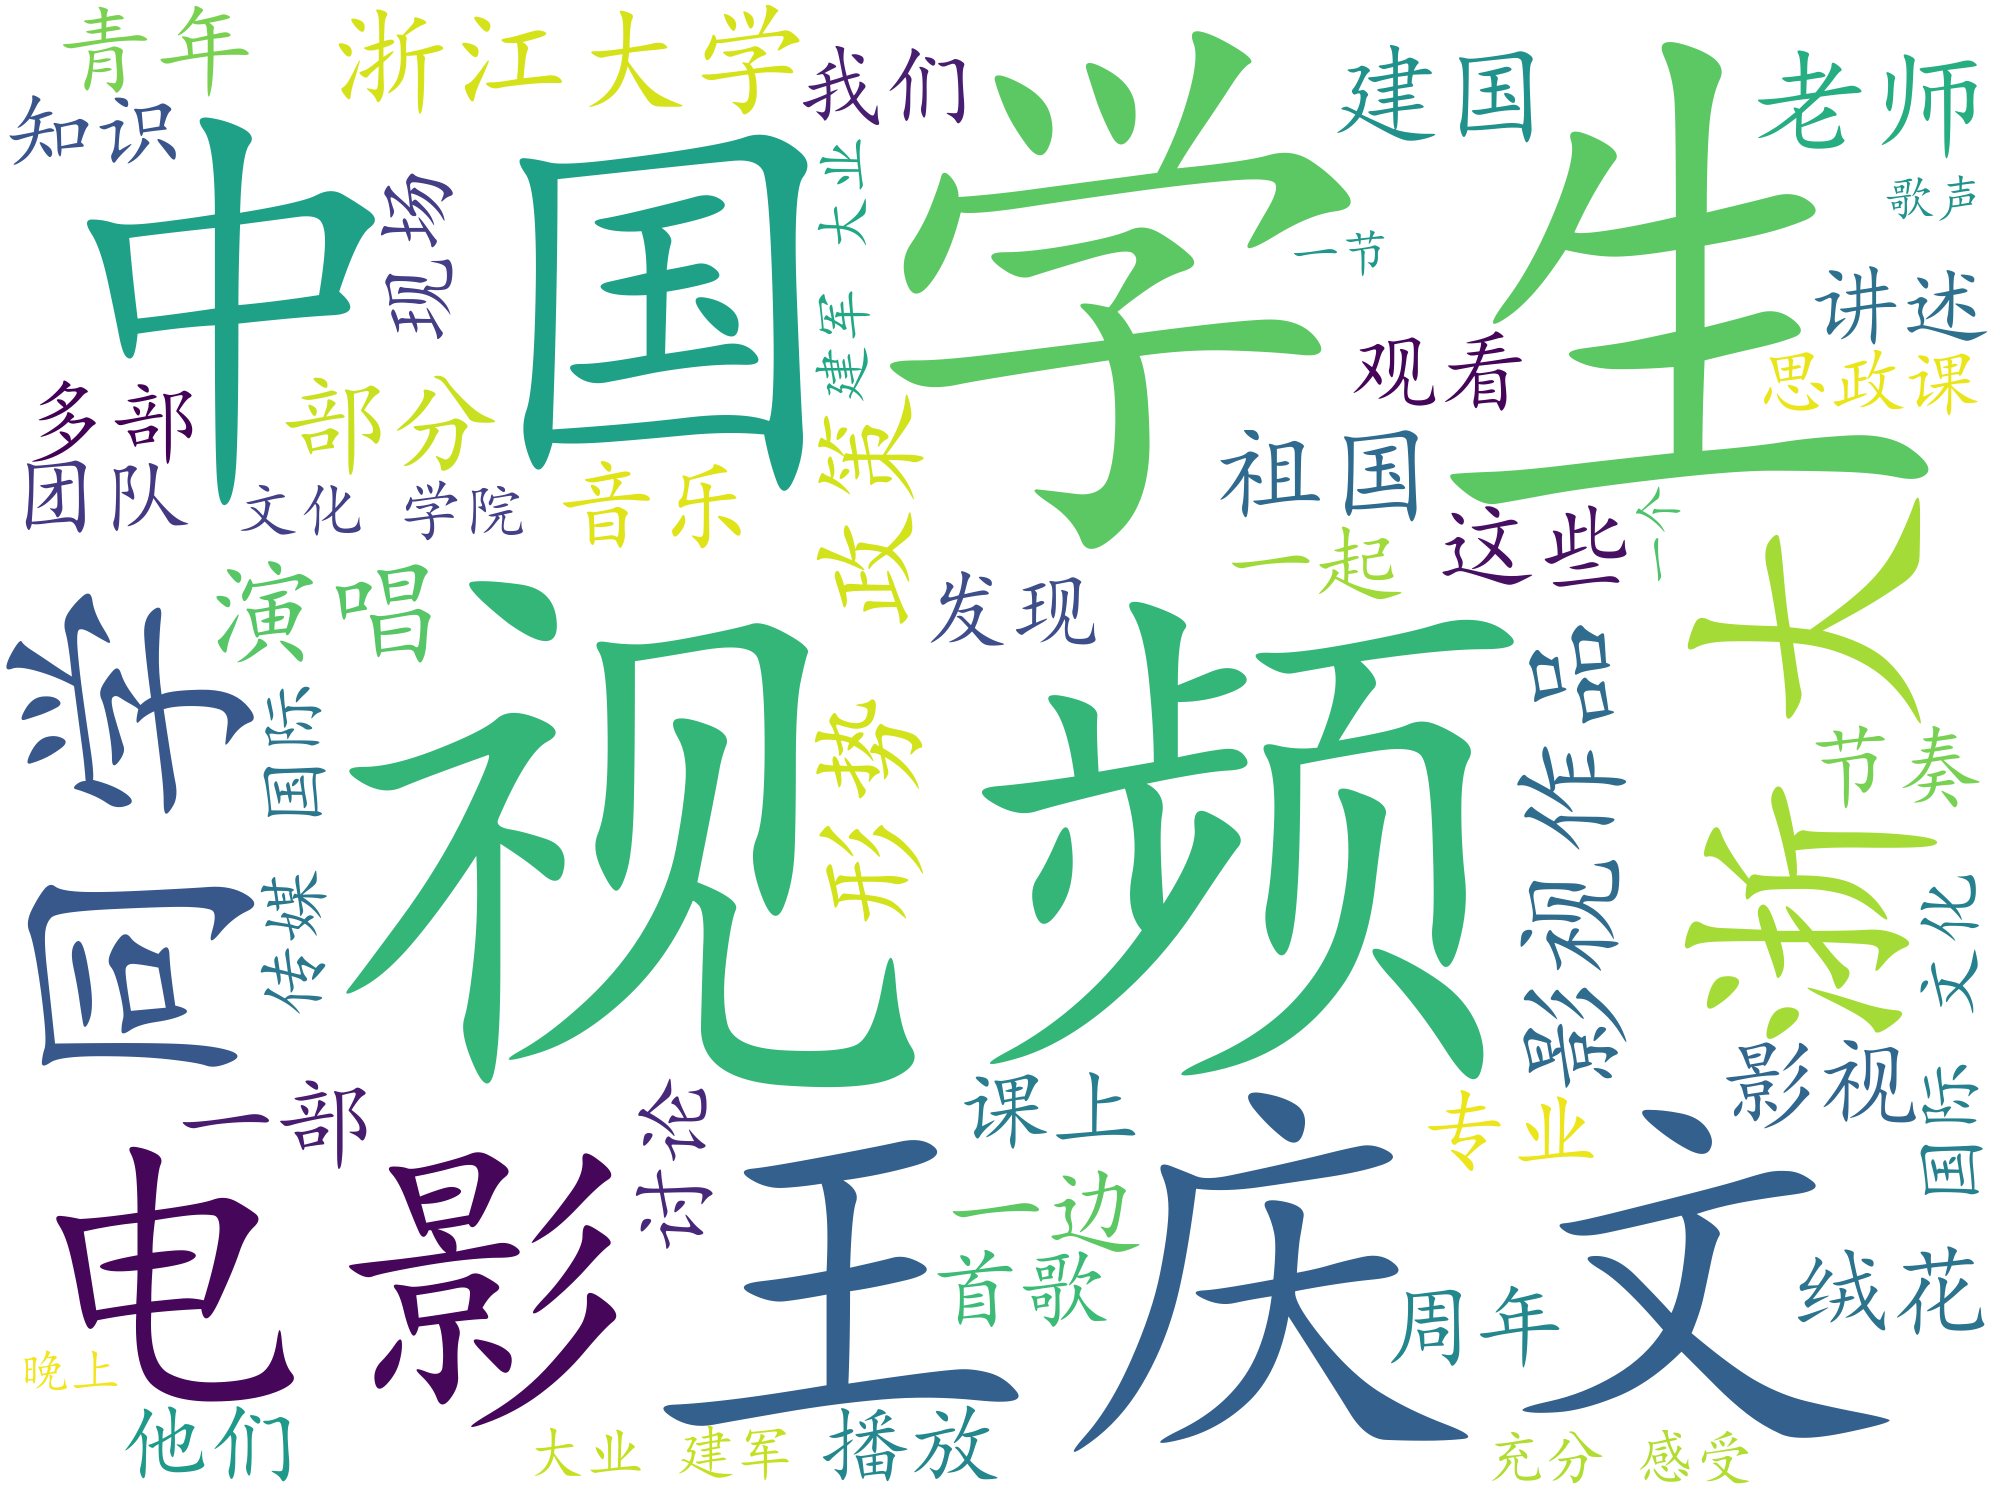 青年
浙江大学
我们
建国
老师
知识
中国
现场
大业
学生
一节
歌声
讲述
建军
观看
思政课
多部
部分
政策
祖国
团队
文化 学院
音乐
这些
一个
一起
浙大
演唱
发现
同学
视频
国际
形势
影视作品
节奏
传媒
国际 文化
影视
一部
讨论
课上
专业
电影
王庆文
一边
首歌
周年
绒花
晚上
他们
大业 建军
播放
充分 感受